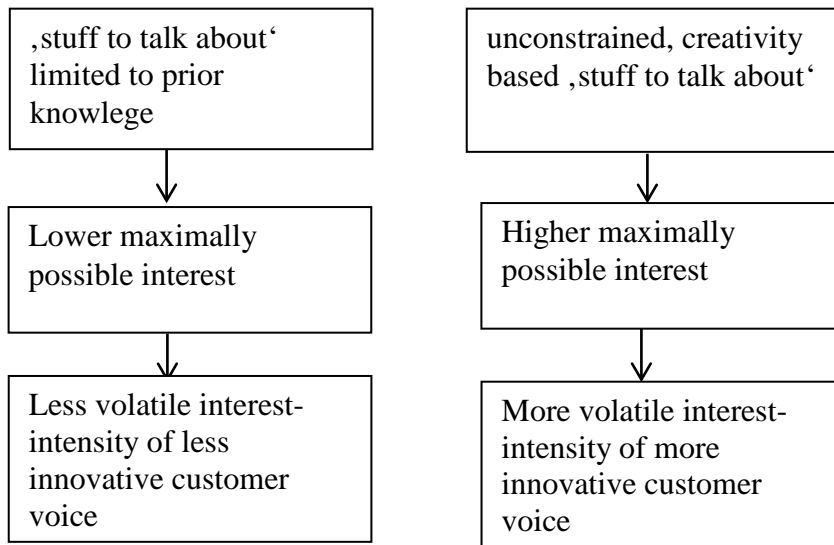 ‚stuff to talk about‘
limited to prior
knowlege
Lower maximally
possible interest
Less volatile interest-
intensity of less
innovative customer
voice
unconstrained, creativity
based ‚stuff to talk about‘
Higher maximally
possible interest
More volatile interest-
intensity of more
innovative customer
voice